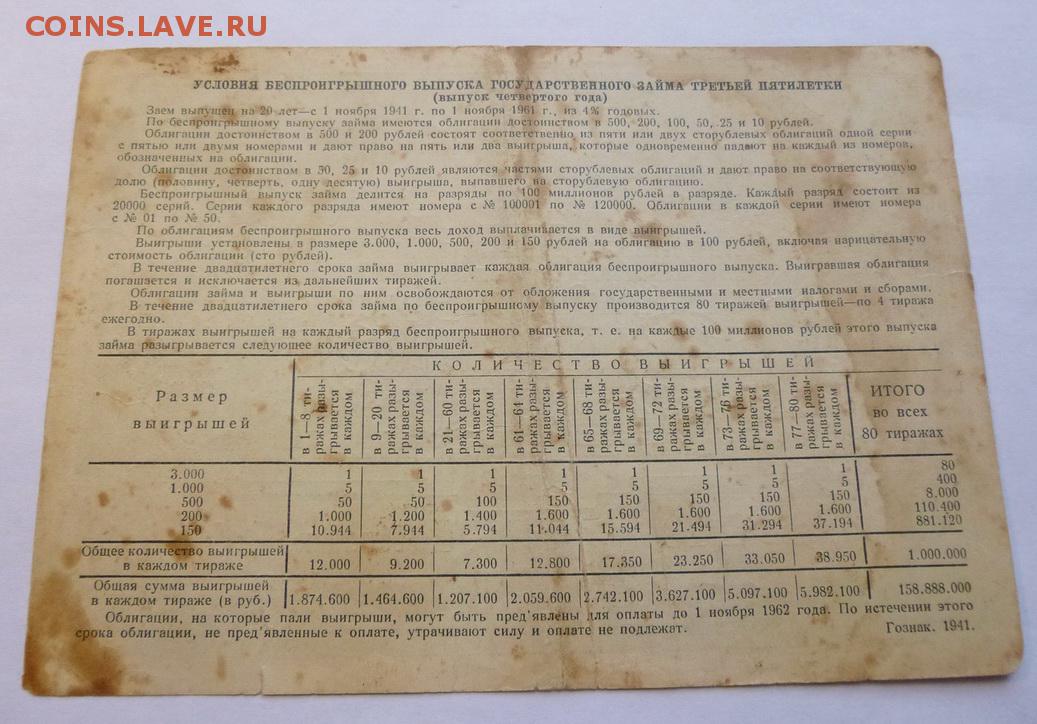 COINS.LAVE.RU
УСЛОВИЯ БЕСПРОИГРЫШНОГО ВЫПУСКА ГОСУДАРСТВЕННОГО ЗАЙМА ТРЕТЬЕЙ ПЯТИЛЕТКИ
(выпуск четвертого года)
Заем выпущен на 20 лет—с 1 ноября 1941 г. по 1 ноября 1961 г., из 4% годовых.
По беспроигрышному выпуску займа имеются облигации достоинством в 500, 200, 100, 50, 25 и 10 рублей.
Облигации достоинством в 500 и 200 рублей состоят соответственно из пяти или двух сторублевых облигаций одной серии
с пятью или двумя номерами и дают право на пять или два выигрыша, которые одновременно падают на каждый из номеров,
обозначенных на облигации.
Облигации достоинством в 50, 25 и 10 рублей являются частями сторублевых облигаций и дают право на соответствующую
долю (половину, четверть, одну десятую) выигрыша, выпавшего на сторублевую облигацию.
Беспроигрышный выпуск займа делится на разряды по 100 миллионов рублей в разряде. Каждый разряд состоит из
20000 серий. Серии каждого разряда имеют номера с № 100001 по № 120000. Облигации в каждой серии имеют номера
с № 01 по № 50.
По облигациям беспроигрышного выпуска весь доход выплачивается в виде выигрышей.
Выигрыши установлены в размере 3.000, 1.000, 500, 200 и 150 рублей на облигацию в 100 рублей, включая нарицательную
стоимость облигации (сто рублей).
В течение двадцатилетнего срока займа выигрывает каждая облигация беспроигрышного выпуска. Выигравшая облигация
погашается и исключается из дальнейших тиражей.
Облигации займа и выигрыши по ним освобождаются от обложения государственными и местными налогами и сборами.
В течение двадцатилетнего срока займа по беспроигрышному выпуску производится 80 тиражей выигрышей—по 4 тиража
ежегодно.
В тиражах выигрышей на каждый разряд беспроигрышного выпуска, т. е. на каждые 100 миллионов рублей этого выпуска
займа разыгрывается следующее количество выигрышей.
Размер выигрышей
КОЛИЧЕСТВО ВЫИГРЫШЕЙ
в 1—8 тиражах разыгрывается в каждом
в 9—20 тиражах разыгрывается в каждом
в 21—60 тиражах разыгрывается в каждом
в 61—64 тиражах разыгрывается в каждом
в 65—68 тиражах разыгрывается в каждом
в 69—72 тиражах разыгрывается в каждом
в 73—76 тиражах разыгрывается в каждом
в 77—80 тиражах разыгрывается в каждом
ИТОГО во всех 80 тиражах
3.000 1 1 1 1 1 1 1 1 80
1.000 5 5 5 5 5 5 5 5 400
500 50 50 100 150 150 150 150 150 8.000
200 1.000 1.200 1.400 1.600 1.600 1.600 1.600 1.600 110.400
150 10.944 7.944 5.794 11.044 15.594 21.494 31.294 37.194 881.120
Общее количество выигрышей
в каждом тираже 12.000 9.200 7.300 12.800 17.350 23.250 33.050 38.950 1.000.000
Общая сумма выигрышей
в каждом тираже (в руб.) 1.874.600 1.464.600 1.207.100 2.059.600 2.742.100 3.627.100 5.097.100 5.982.100 158.888.000
Облигации, на которые пали выигрыши, могут быть пред'явлены для оплаты до 1 ноября 1962 года. По истечении этого
срока облигации, не пред'явленные к оплате, утрачивают силу и оплате не подлежат.
Гознак. 1941.